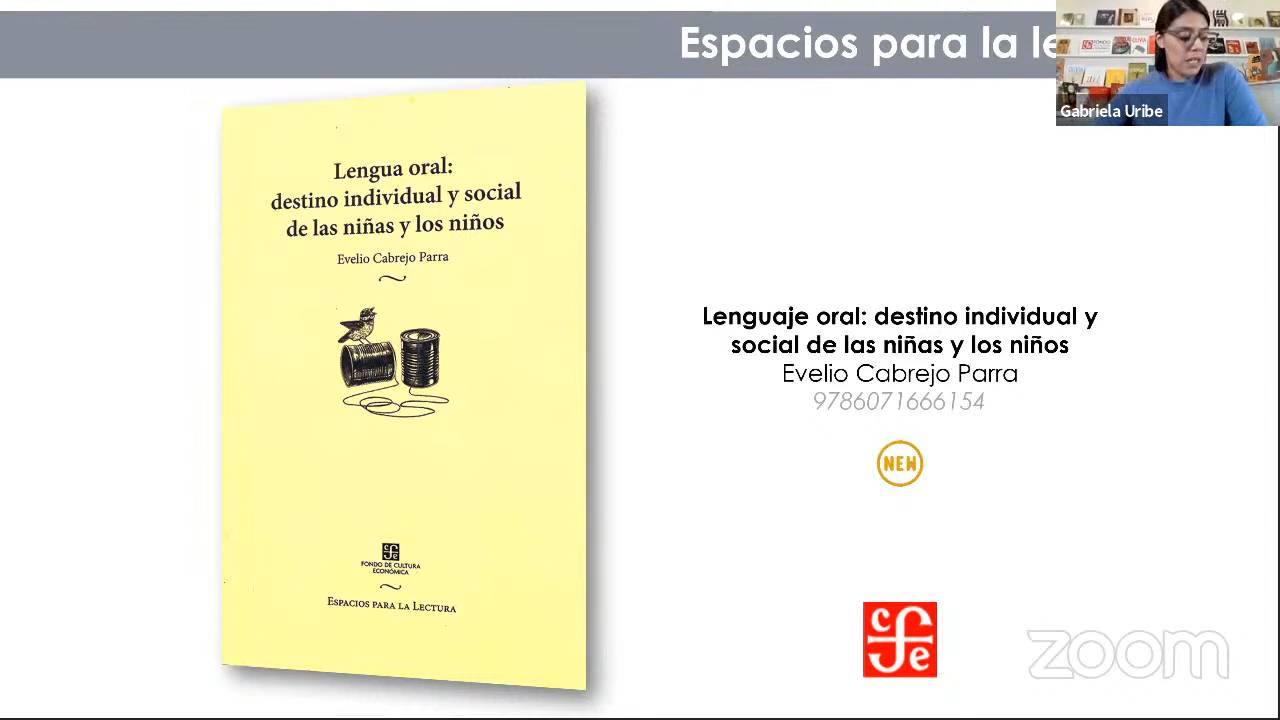 Espacios para la le
Gabriela Uribe
Lengua oral:
destino individual y social
de las niñas y los niños
Evelio Cabrejo Parra
cfe
FONDO DE CULTURA
ECONÓMICA
ESPACIOS PARA LA LECTURA
Lenguaje oral: destino individual y
social de las niñas y los niños
Evelio Cabrejo Parra
9786071666154
NEW
cfe
zoom